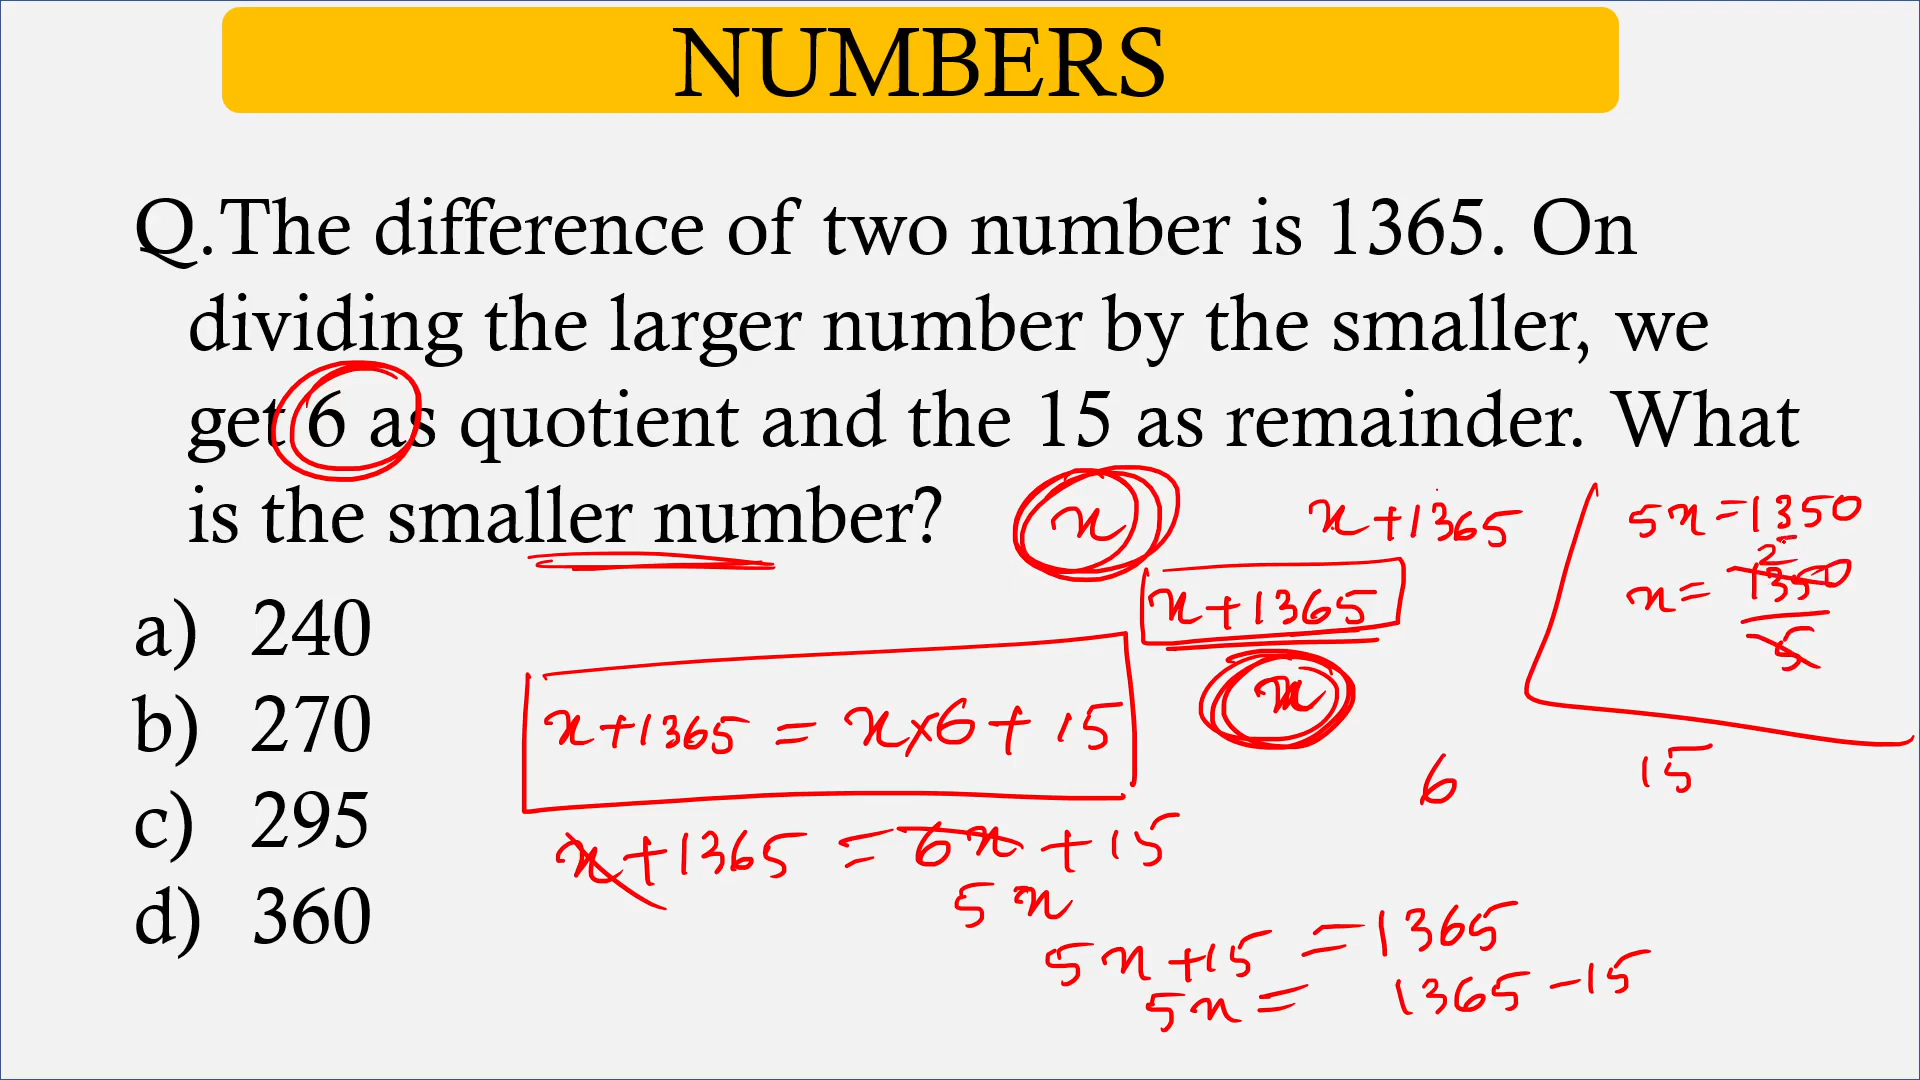 NUMBERS
Q.The difference of two number is 1365. On
dividing the larger number by the smaller, we
get 6 as quotient and the 15 as remainder. What
is the smaller number?
a) 240
b) 270
c) 295
d) 360
x
x+1365
x+1365
x
x+1365 = x×6+15
x+1365 = 6x+15
5x
5x+15 = 1365
5x = 1365-15
6
15
5x=1350
x= 1350
5